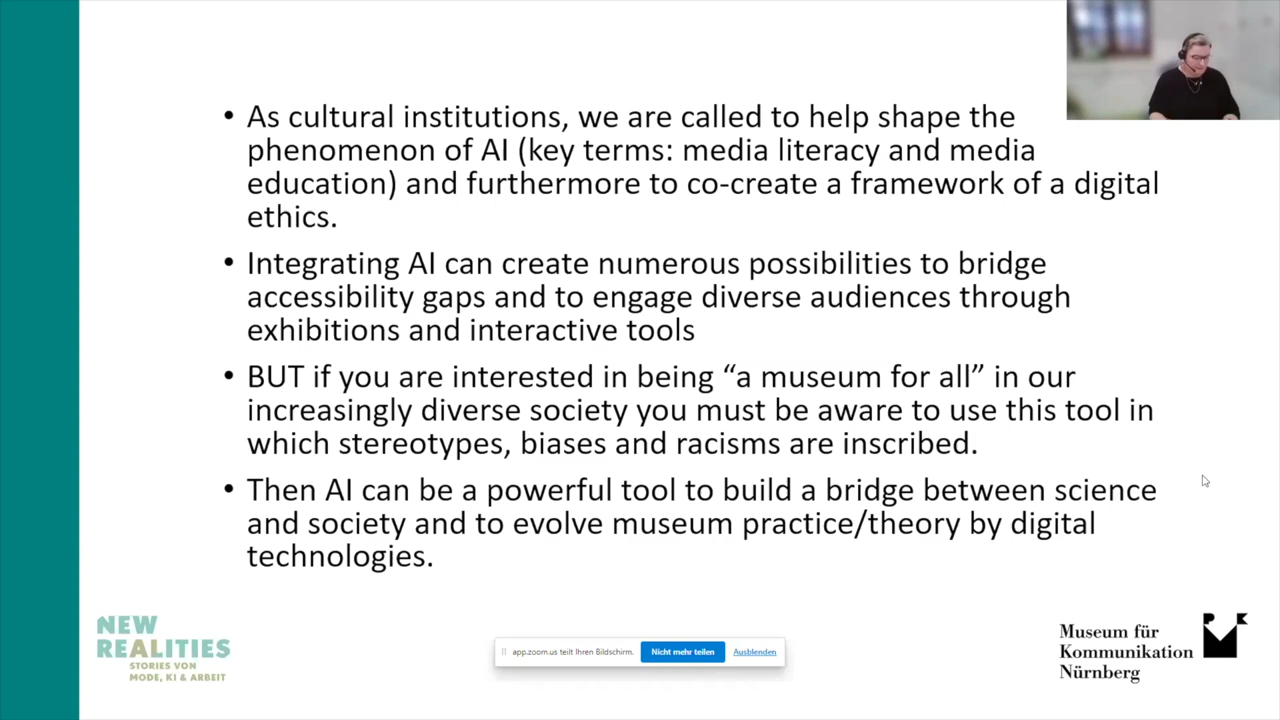 • As cultural institutions, we are called to help shape the
phenomenon of AI (key terms: media literacy and media
education) and furthermore to co-create a framework of a digital
ethics.
• Integrating AI can create numerous possibilities to bridge
accessibility gaps and to engage diverse audiences through
exhibitions and interactive tools
• BUT if you are interested in being “a museum for all” in our
increasingly diverse society you must be aware to use this tool in
which stereotypes, biases and racisms are inscribed.
• Then AI can be a powerful tool to build a bridge between science
and society and to evolve museum practice/theory by digital
technologies.
NEW
REALITIES
STORIES VON
MODE, KI & ARBEIT
app.zoom.us teilt Ihren Bildschirm. Nicht mehr teilen Ausblenden
Museum für
Kommunikation
Nürnberg